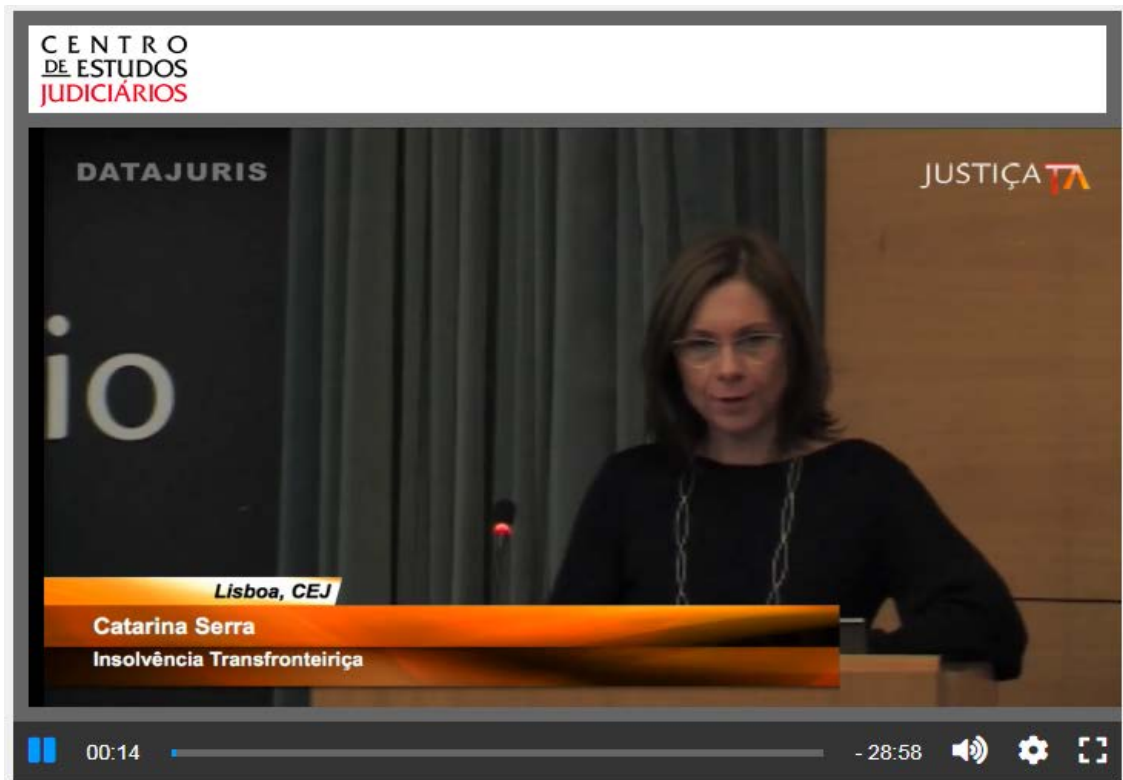 CENTRO
DE ESTUDOS
JUDICIÁRIOS
DATAJURIS
JUSTIÇA TV
io
Lisboa, CEJ
Catarina Serra
Insolvência Transfronteiriça
00:14
- 28:58